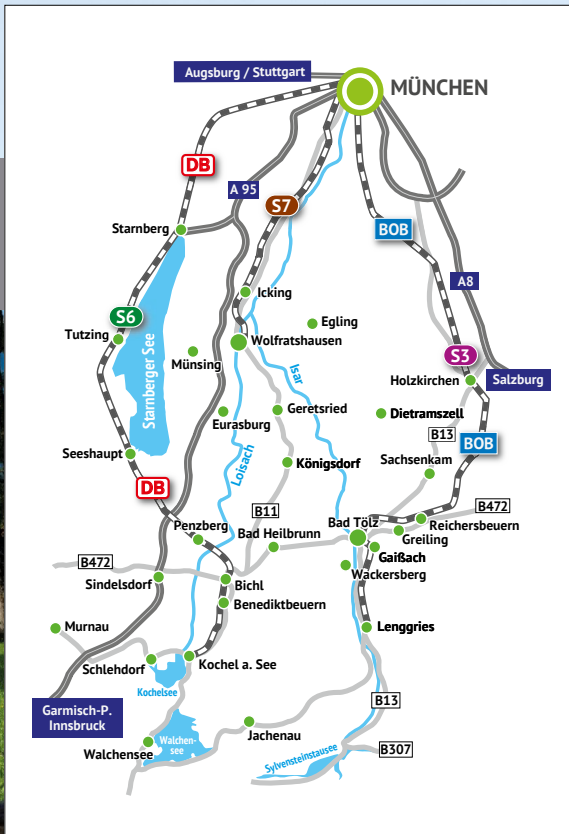 Augsburg / Stuttgart
MÜNCHEN
DB
A 95
S7
Starnberg
BOB
A8
Icking
S6
Egling
Tutzing
Wolfratshausen
S3
Starnberger See
Münsing
Isar
Holzkirchen
Salzburg
Geretsried
Dietramszell
Eurasburg
B13
BOB
Seeshaupt
Loisach
Königsdorf
Sachsenkam
DB
B11
B472
Penzberg
Bad Heilbrunn
Bad Tölz
Reichersbeuern
Greiling
B472
Gaißach
Sindelsdorf
Bichl
Wackersberg
Benediktbeuern
Murnau
Lenggries
Schlehdorf
Kochel a. See
Kochelsee
B13
Garmisch-P.
Innsbruck
Jachenau
Walchen-
see
Walchensee
B307
Sylvensteinstausee